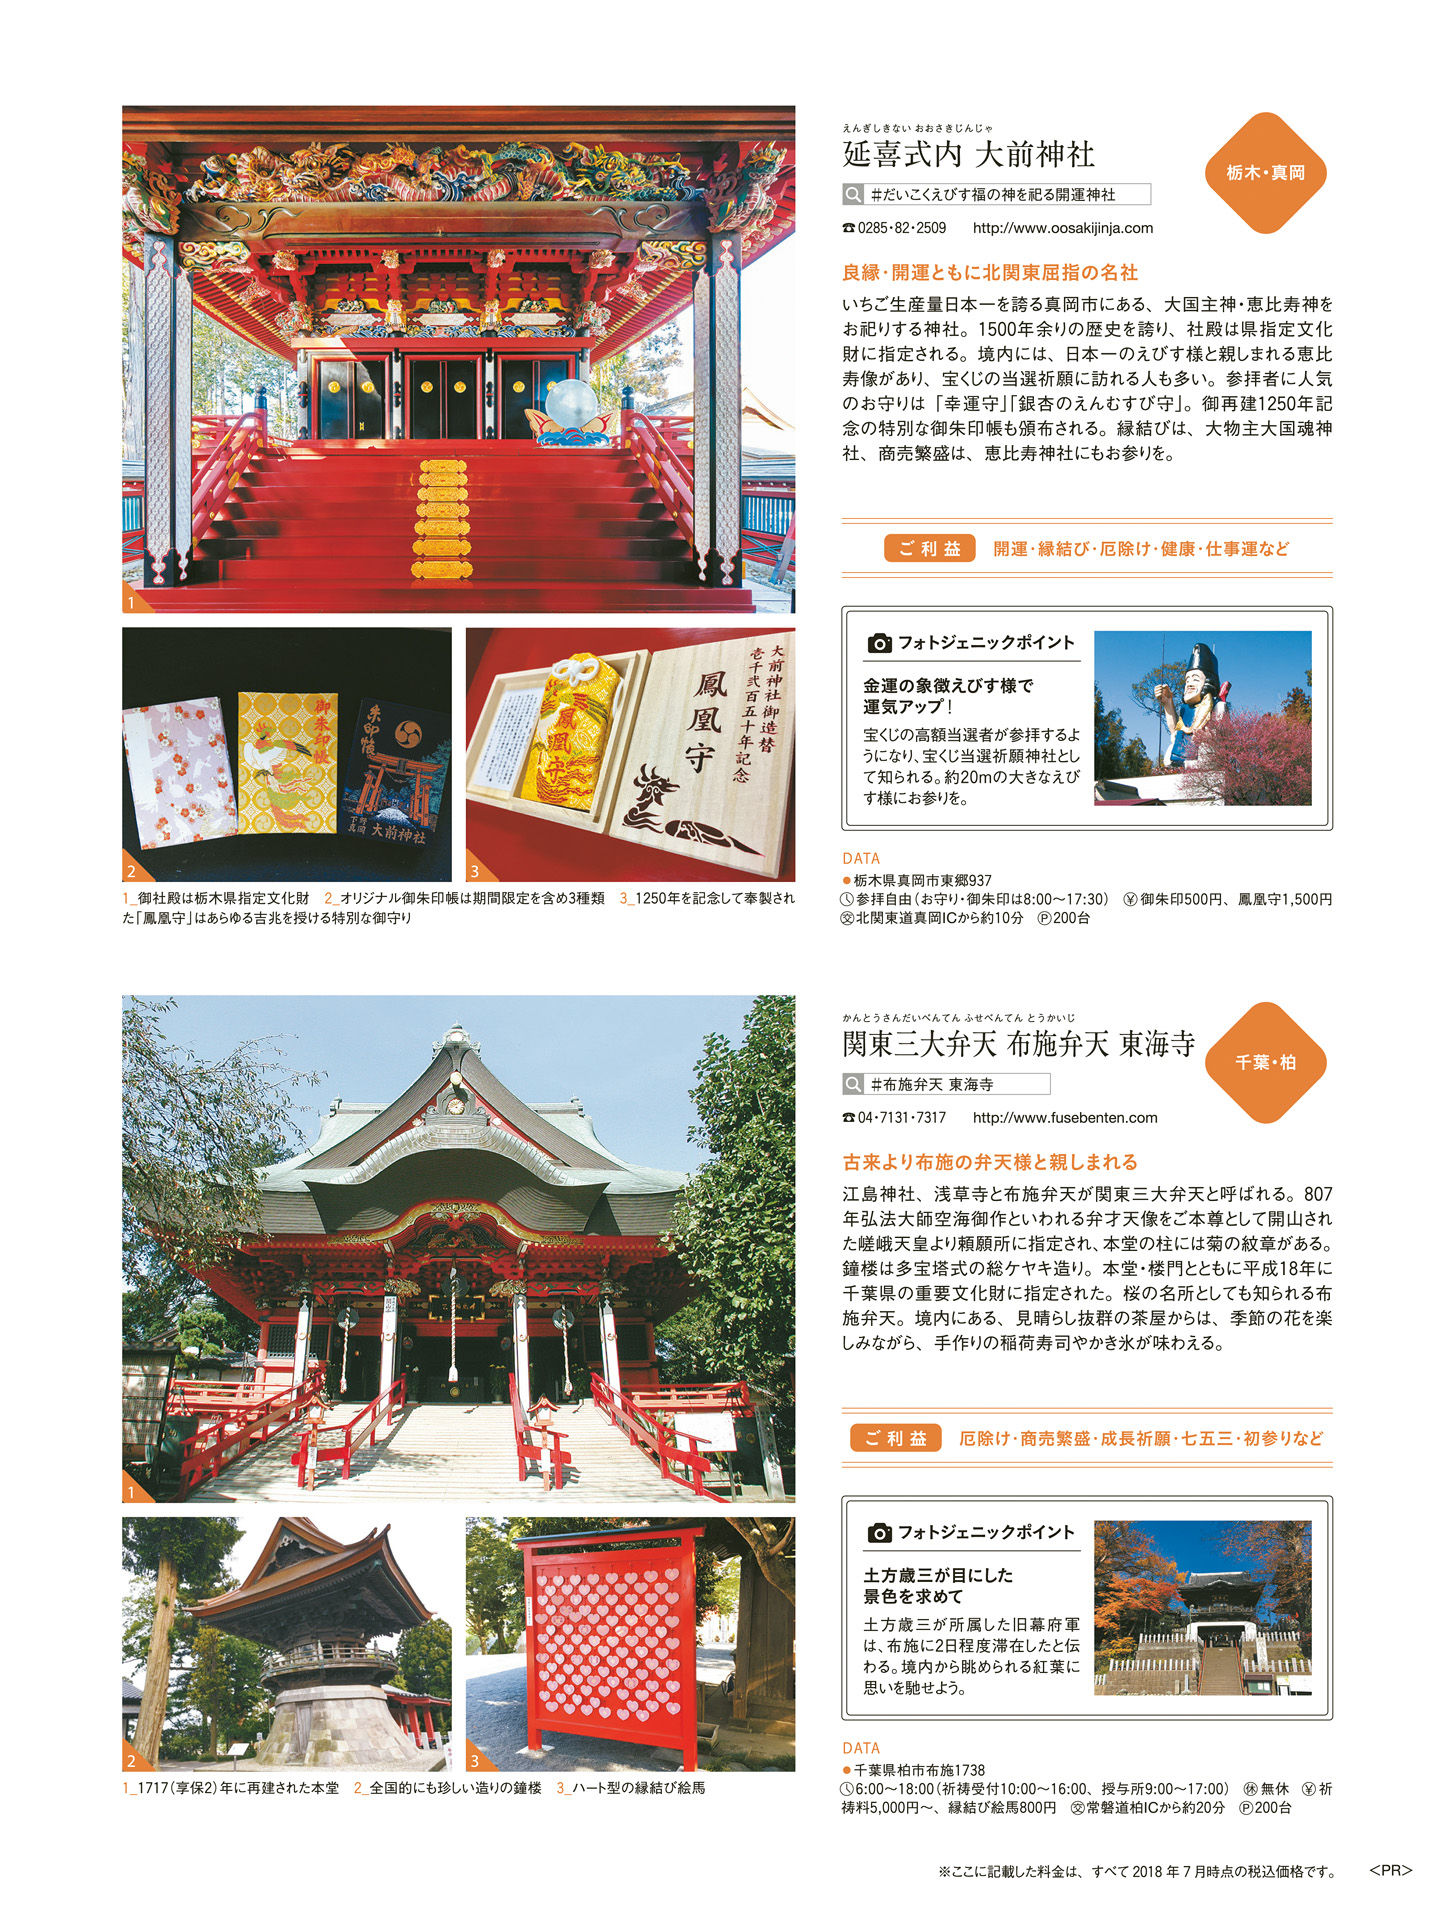 えんぎしきない おおさきじんじゃ
延喜式内 大前神社
栃木・真岡
#だいこくえびす福の神を祀る開運神社
☎0285・82・2509 http://www.oosakijinja.com
良縁・開運ともに北関東屈指の名社
いちご生産量日本一を誇る真岡市にある、大国主神・恵比寿神を
お祀りする神社。1500年余りの歴史を誇り、社殿は県指定文化
財に指定される。境内には、日本一のえびす様と親しまれる恵比
寿像があり、宝くじの当選祈願に訪れる人も多い。参拝者に人気
のお守りは「幸運守」「銀杏のえんむすび守」。御再建1250年記
念の特別な御朱印帳も頒布される。縁結びは、大物主大国魂神
社、商売繁盛は、恵比寿神社にもお参りを。
ご利益 開運・縁結び・厄除け・健康・仕事運など
フォトジェニックポイント
金運の象徴えびす様で
運気アップ!
宝くじの高額当選者が参拝するよ
うになり、宝くじ当選祈願神社とし
て知られる。約20mの大きなえび
す様にお参りを。
DATA
●栃木県真岡市東郷937
参拝自由(お守り・御朱印は8:00〜17:30) ¥御朱印500円、鳳凰守1,500円
交北関東道真岡ICから約10分 P200台
1
御朱印帳
朱印帳
下野真岡 大前神社
2
鳳凰守
大前神社御造替
壱千弐百五十年記念
鳳凰守
3
1_御社殿は栃木県指定文化財 2_オリジナル御朱印帳は期間限定を含め3種類 3_1250年を記念して奉製され
た「鳳凰守」はあらゆる吉兆を授ける特別な御守り
かんとうさんだいべんてん ふせべんてん とうかいじ
関東三大弁天 布施弁天 東海寺
千葉・柏
#布施弁天 東海寺
☎04・7131・7317 http://www.fusebenten.com
古来より布施の弁天様と親しまれる
江島神社、浅草寺と布施弁天が関東三大弁天と呼ばれる。807
年弘法大師空海御作といわれる弁才天像をご本尊として開山され
た嵯峨天皇より頼願所に指定され、本堂の柱には菊の紋章がある。
鐘楼は多宝塔式の総ケヤキ造り。本堂・楼門とともに平成18年に
千葉県の重要文化財に指定された。桜の名所としても知られる布
施弁天。境内にある、見晴らし抜群の茶屋からは、季節の花を楽
しみながら、手作りの稲荷寿司やかき氷が味わえる。
ご利益 厄除け・商売繁盛・成長祈願・七五三・初参りなど
フォトジェニックポイント
土方歳三が目にした
景色を求めて
土方歳三が所属した旧幕府軍
は、布施に2日程度滞在したと伝
わる。境内から眺められる紅葉に
思いを馳せよう。
DATA
●千葉県柏市布施1738
6:00〜18:00(祈祷受付10:00〜16:00、授与所9:00〜17:00) 休無休 ¥祈
祷料5,000円〜、縁結び絵馬800円 交常磐道柏ICから約20分 P200台
1
2
3
1_1717(享保2)年に再建された本堂 2_全国的にも珍しい造りの鐘楼 3_ハート型の縁結び絵馬
※ここに記載した料金は、すべて2018年7月時点の税込価格です。 <PR>